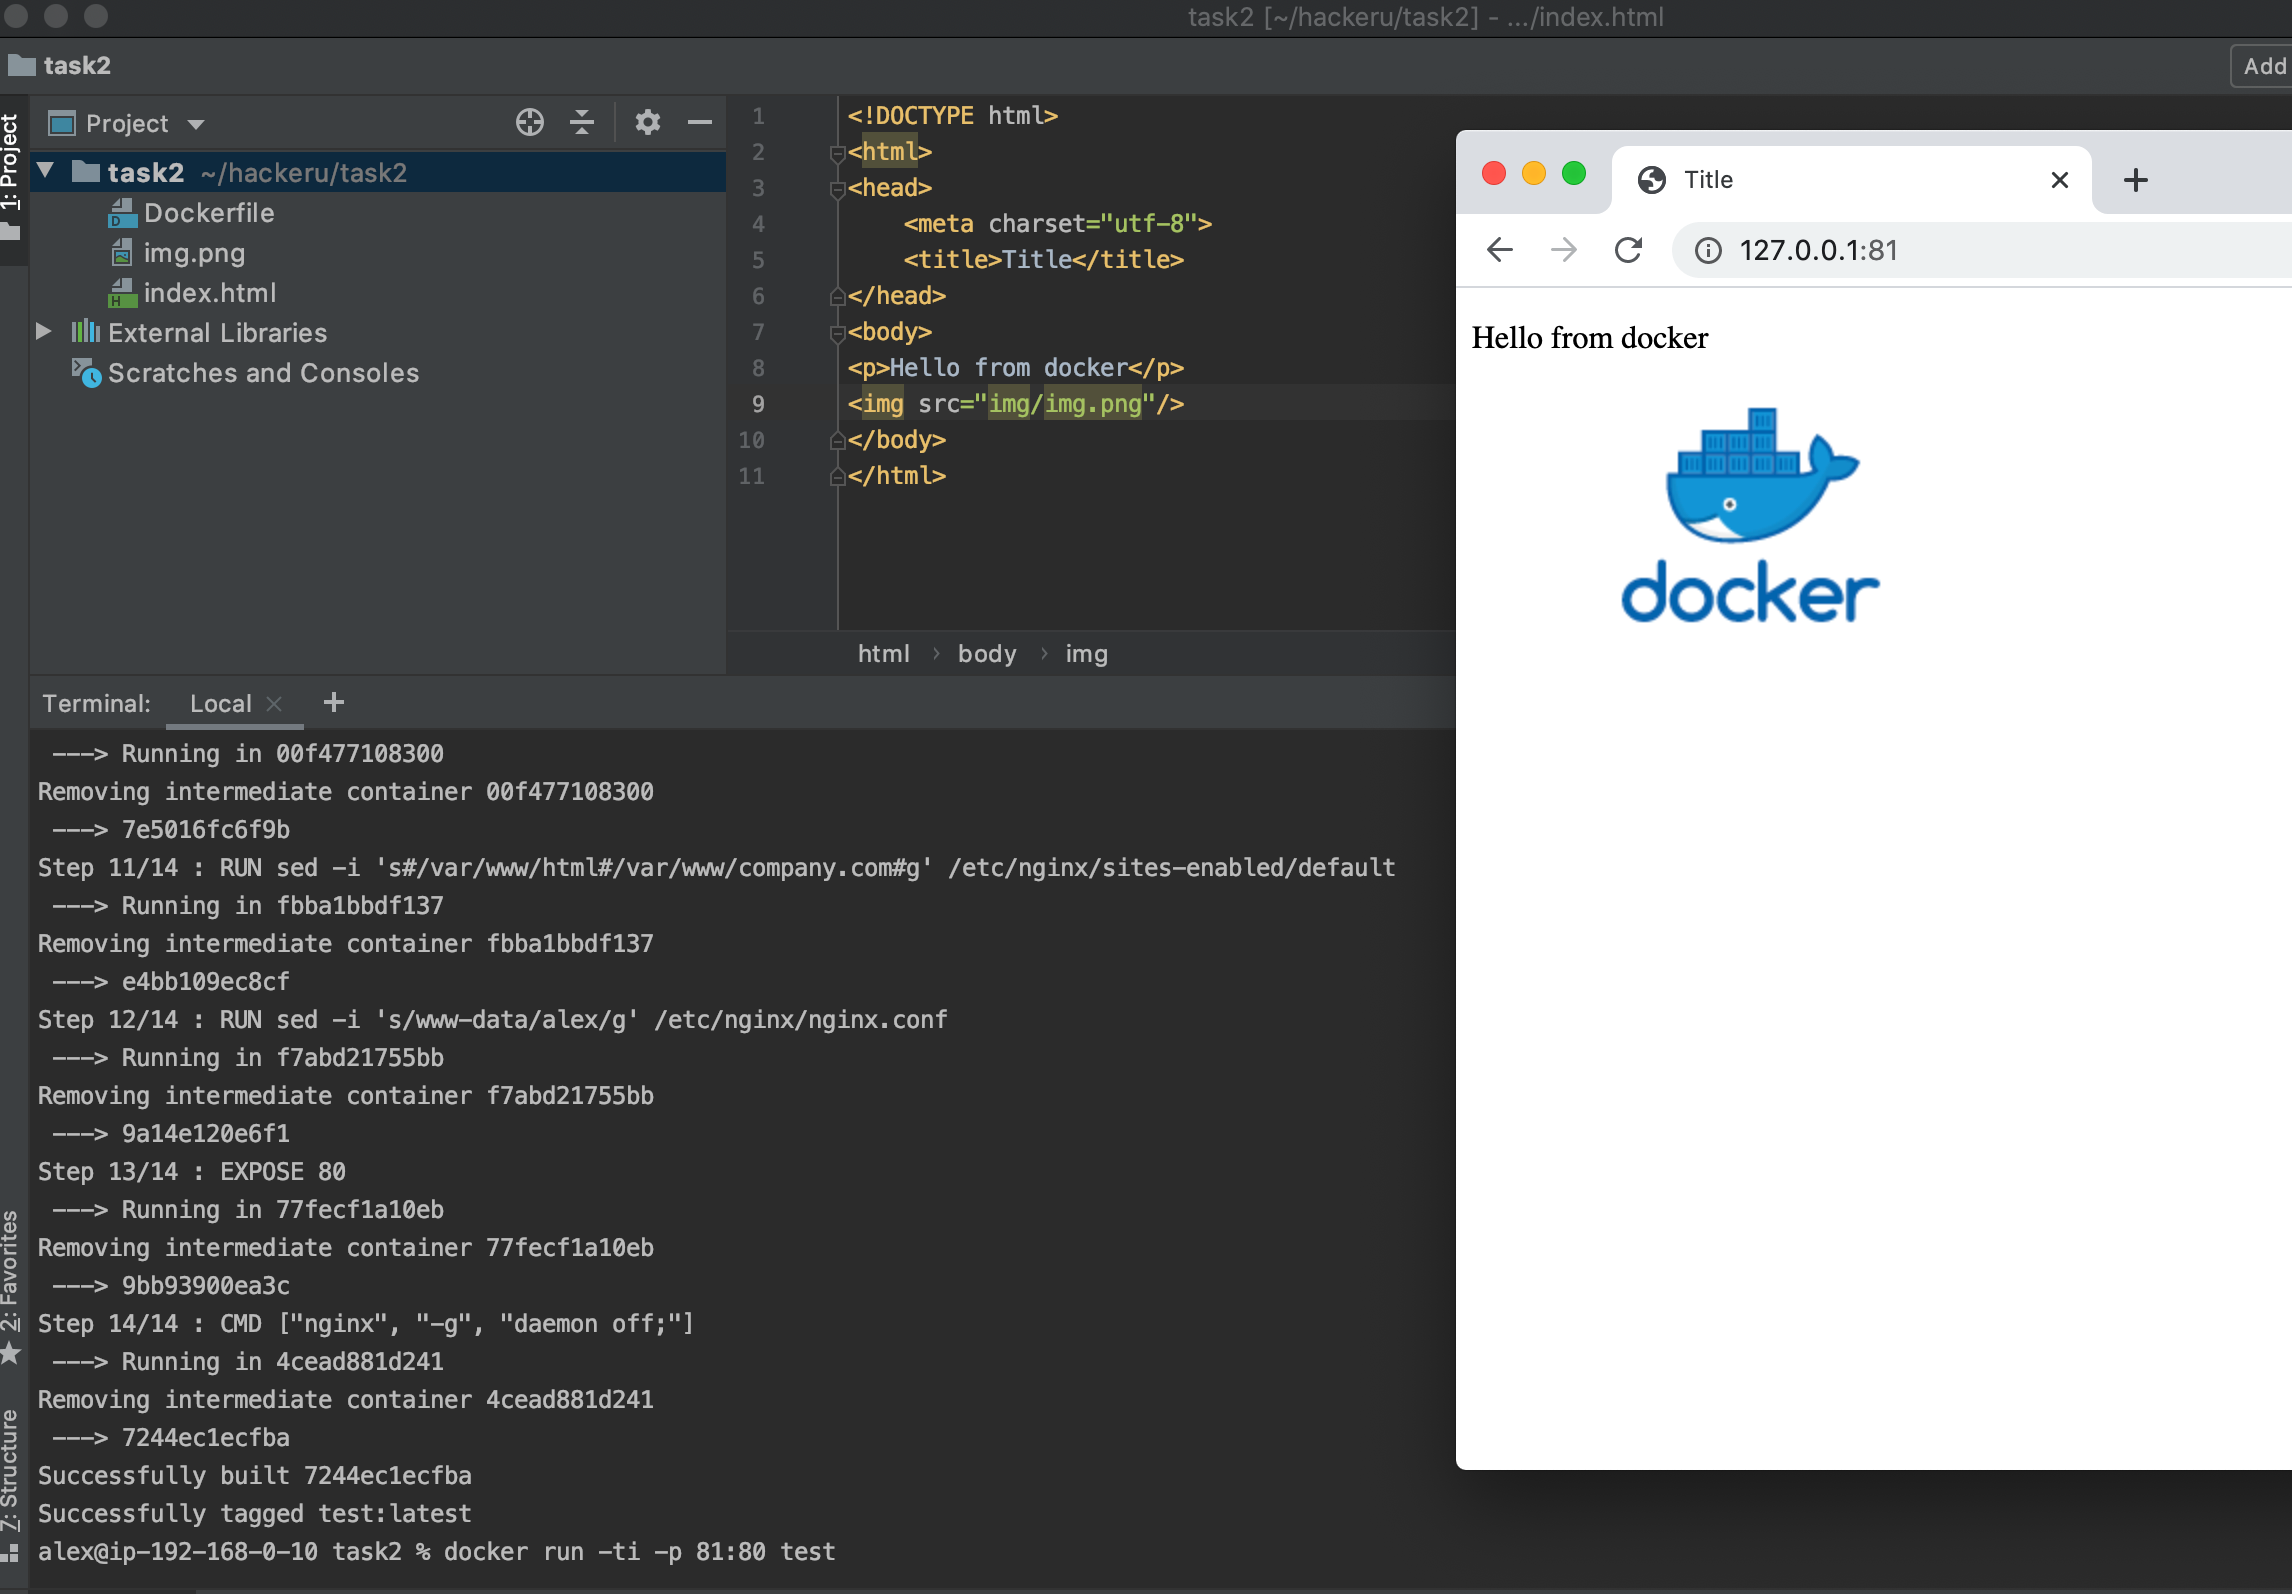 task2 [~/hackeru/task2] - .../index.html
task2
Add
1: Project
Project
task2 ~/hackeru/task2
Dockerfile
img.png
index.html
External Libraries
Scratches and Consoles
1 <!DOCTYPE html>
2 <html>
3 <head>
4 <meta charset="utf-8">
5 <title>Title</title>
6 </head>
7 <body>
8 <p>Hello from docker</p>
9 <img src="img/img.png"/>
10 </body>
11 </html>
html › body › img
Title
127.0.0.1:81
Hello from docker
docker
Terminal: Local
---> Running in 00f477108300
Removing intermediate container 00f477108300
---> 7e5016fc6f9b
Step 11/14 : RUN sed -i 's#/var/www/html#/var/www/company.com#g' /etc/nginx/sites-enabled/default
---> Running in fbba1bbdf137
Removing intermediate container fbba1bbdf137
---> e4bb109ec8cf
Step 12/14 : RUN sed -i 's/www-data/alex/g' /etc/nginx/nginx.conf
---> Running in f7abd21755bb
Removing intermediate container f7abd21755bb
---> 9a14e120e6f1
Step 13/14 : EXPOSE 80
---> Running in 77fecf1a10eb
Removing intermediate container 77fecf1a10eb
---> 9bb93900ea3c
Step 14/14 : CMD ["nginx", "-g", "daemon off;"]
---> Running in 4cead881d241
Removing intermediate container 4cead881d241
---> 7244ec1ecfba
Successfully built 7244ec1ecfba
Successfully tagged test:latest
alex@ip-192-168-0-10 task2 % docker run -ti -p 81:80 test
2: Favorites
7: Structure